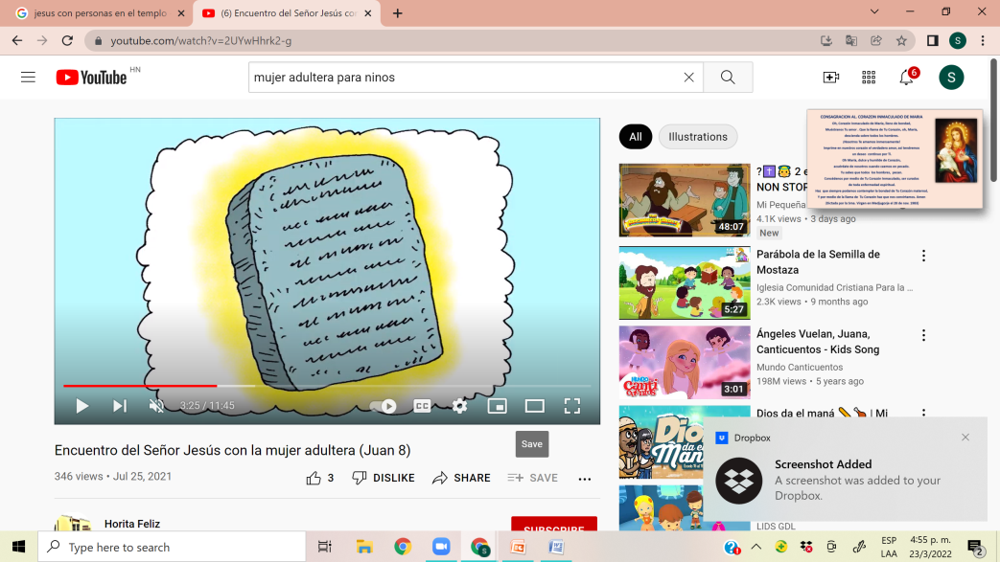 jesus con personas en el templo
(6) Encuentro del Señor Jesús cor
youtube.com/watch?v=2UYwHhrk2-g
YouTube HN
mujer adultera para ninos
6
S
CONSAGRACION AL CORAZON INMACULADO DE MARIA
3:25 / 11:45
CC
Encuentro del Señor Jesús con la mujer adultera (Juan 8)
346 views • Jul 25, 2021
3
DISLIKE
SHARE
SAVE
Save
Horita Feliz
SUBSCRIBE
All
Illustrations
NON STOP
Mi Pequeña
4.1K views • 3 days ago
New
48:07
Parábola de la Semilla de
Mostaza
Iglesia Comunidad Cristiana Para la ...
2.3K views • 9 months ago
5:27
Ángeles Vuelan, Juana,
Canticuentos - Kids Song
Mundo Canticuentos
198M views • 5 years ago
3:01
Dios da el maná 🥖🍗 | Mi
Dropbox
Screenshot Added
A screenshot was added to your
Dropbox.
LIDS GDL
Type here to search
ESP
LAA
4:55 p. m.
23/3/2022
2